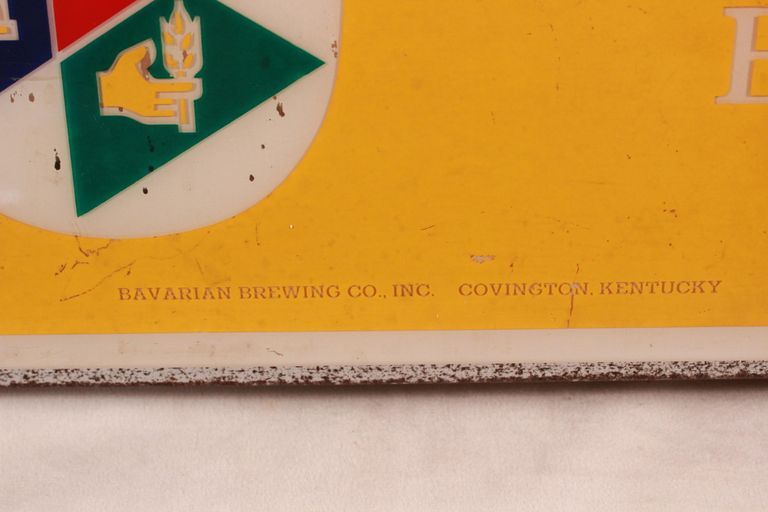 BAVARIAN BREWING CO., INC. COVINGTON, KENTUCKY